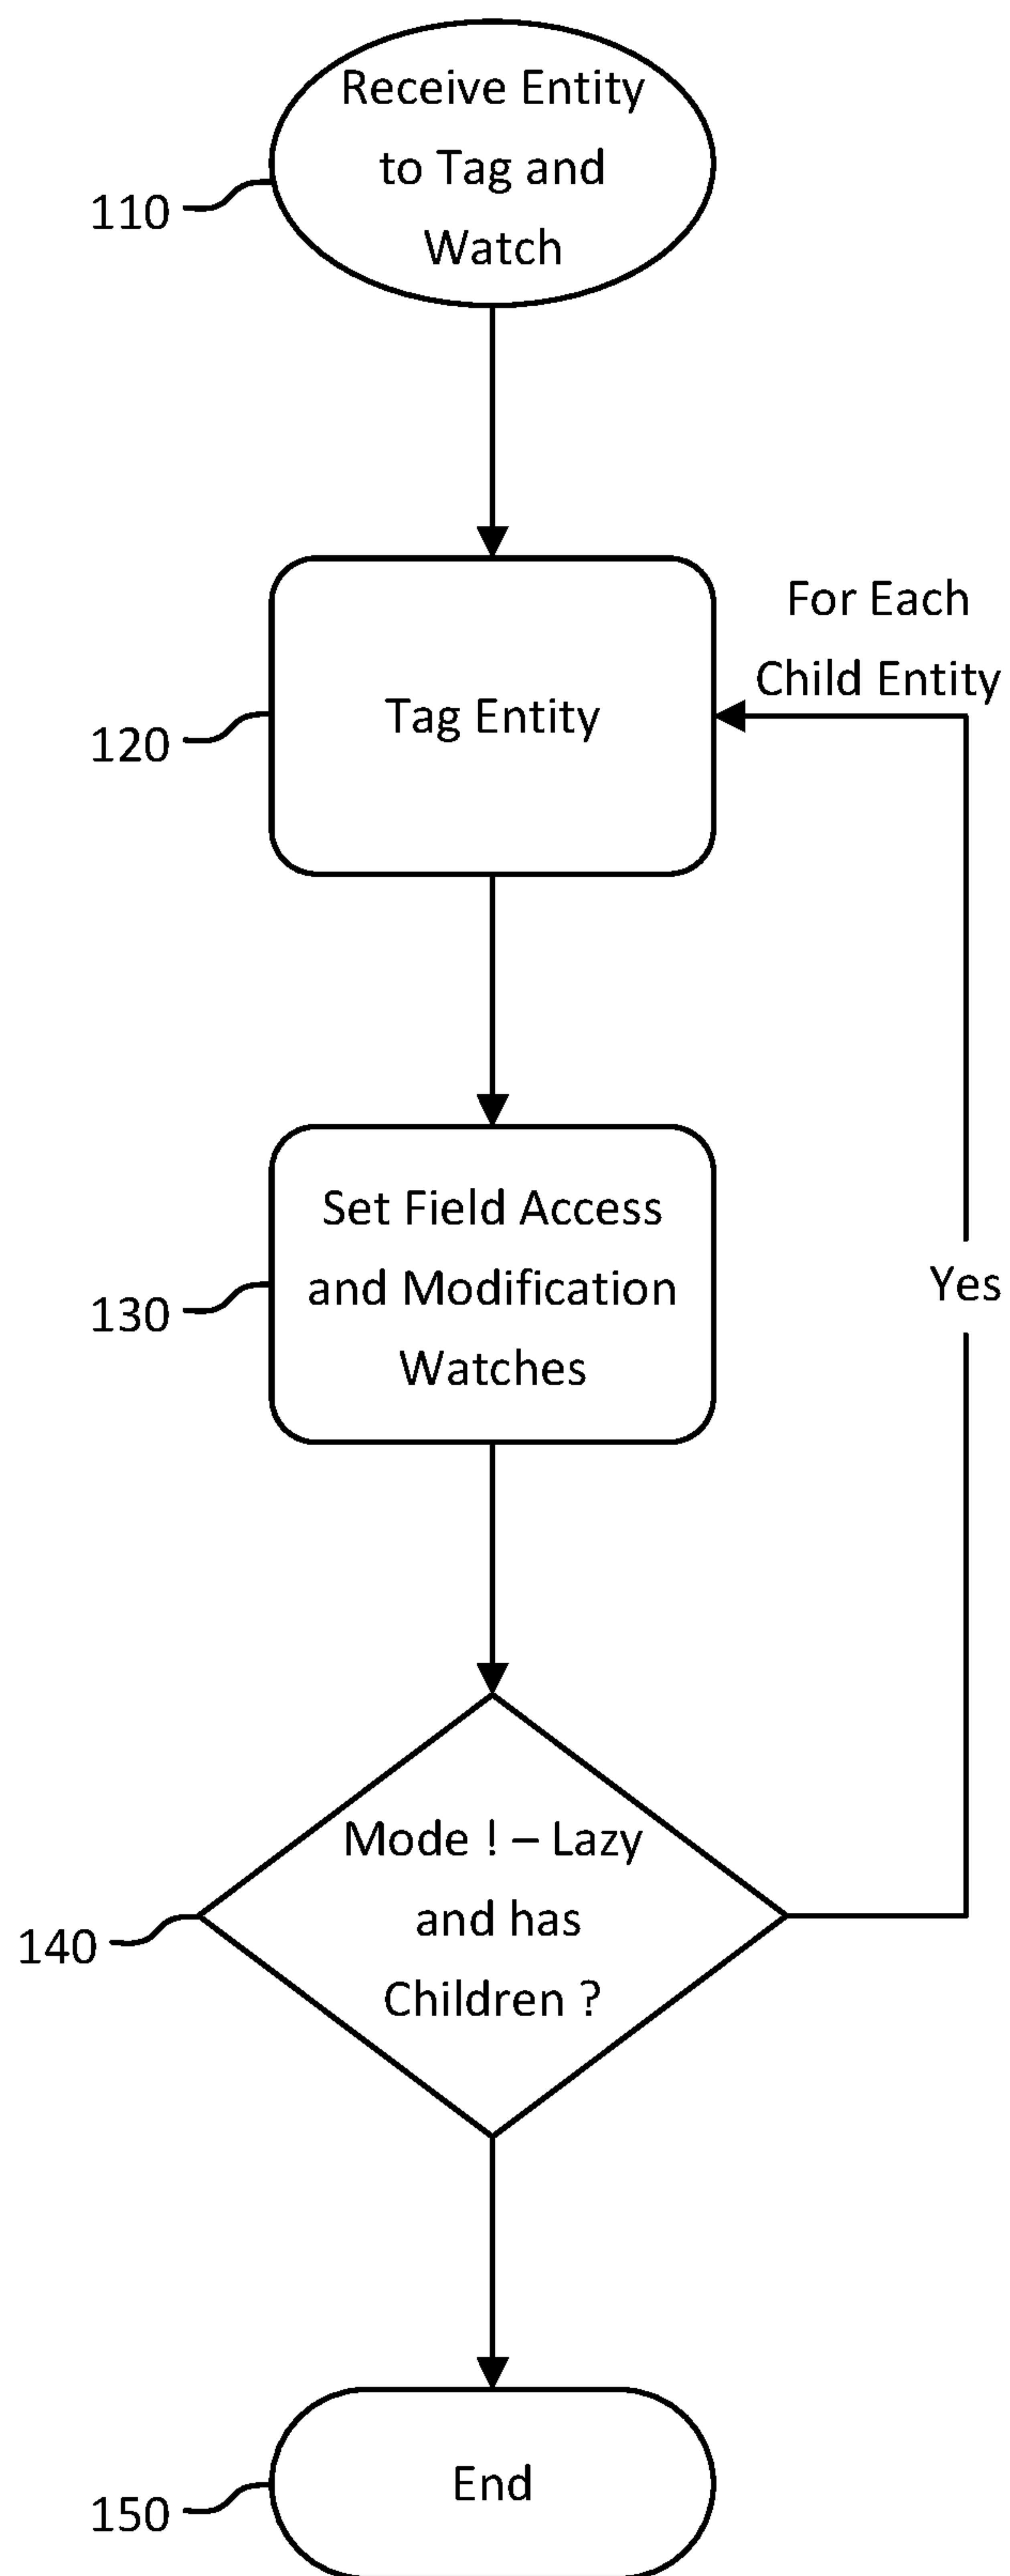 Receive Entity
to Tag and
Watch
110
For Each
Child Entity
Tag Entity
120
Set Field Access
and Modification
Watches
130
Yes
Mode ! – Lazy
and has
Children ?
140
End
150